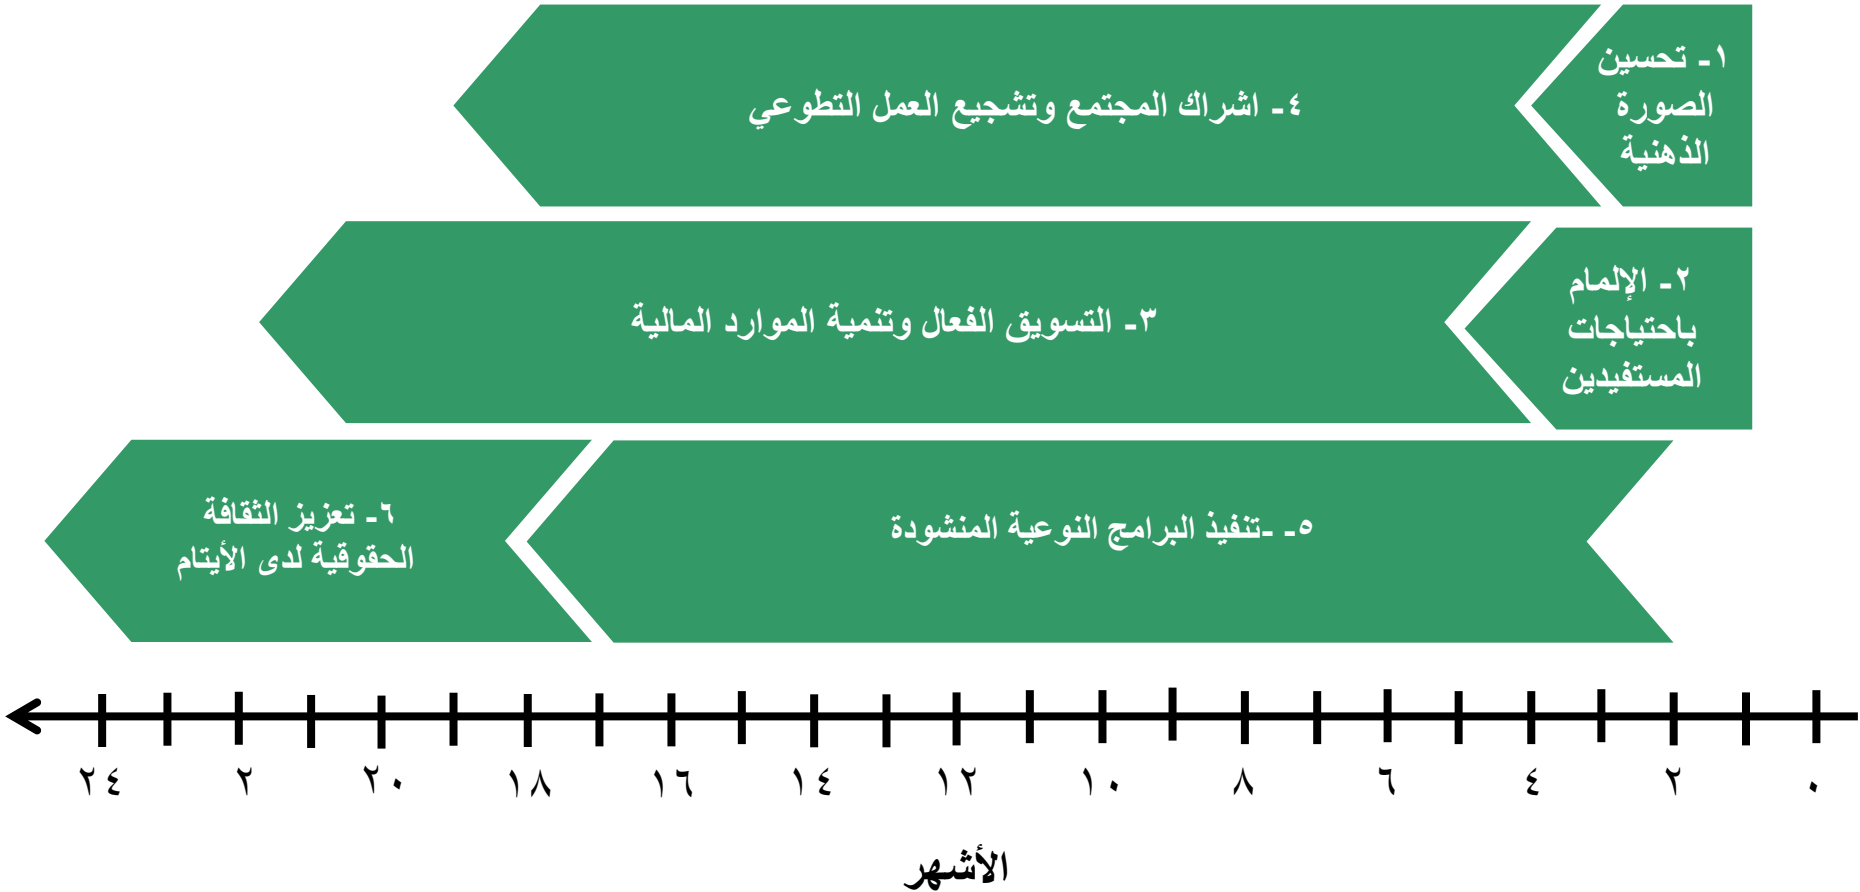 ١- تحسين
الصورة
الذهنية
٤- اشراك المجتمع وتشجيع العمل التطوعي
٢- الإلمام
باحتياجات
المستفيدين
٣- التسويق الفعال وتنمية الموارد المالية
٥- -تنفيذ البرامج النوعية المنشودة
٦- تعزيز الثقافة
الحقوقية لدى الأيتام
٠ ٢ ٤ ٦ ٨ ١٠ ١٢ ١٤ ١٦ ١٨ ٢٠ ٢ ٢٤
الأشهر